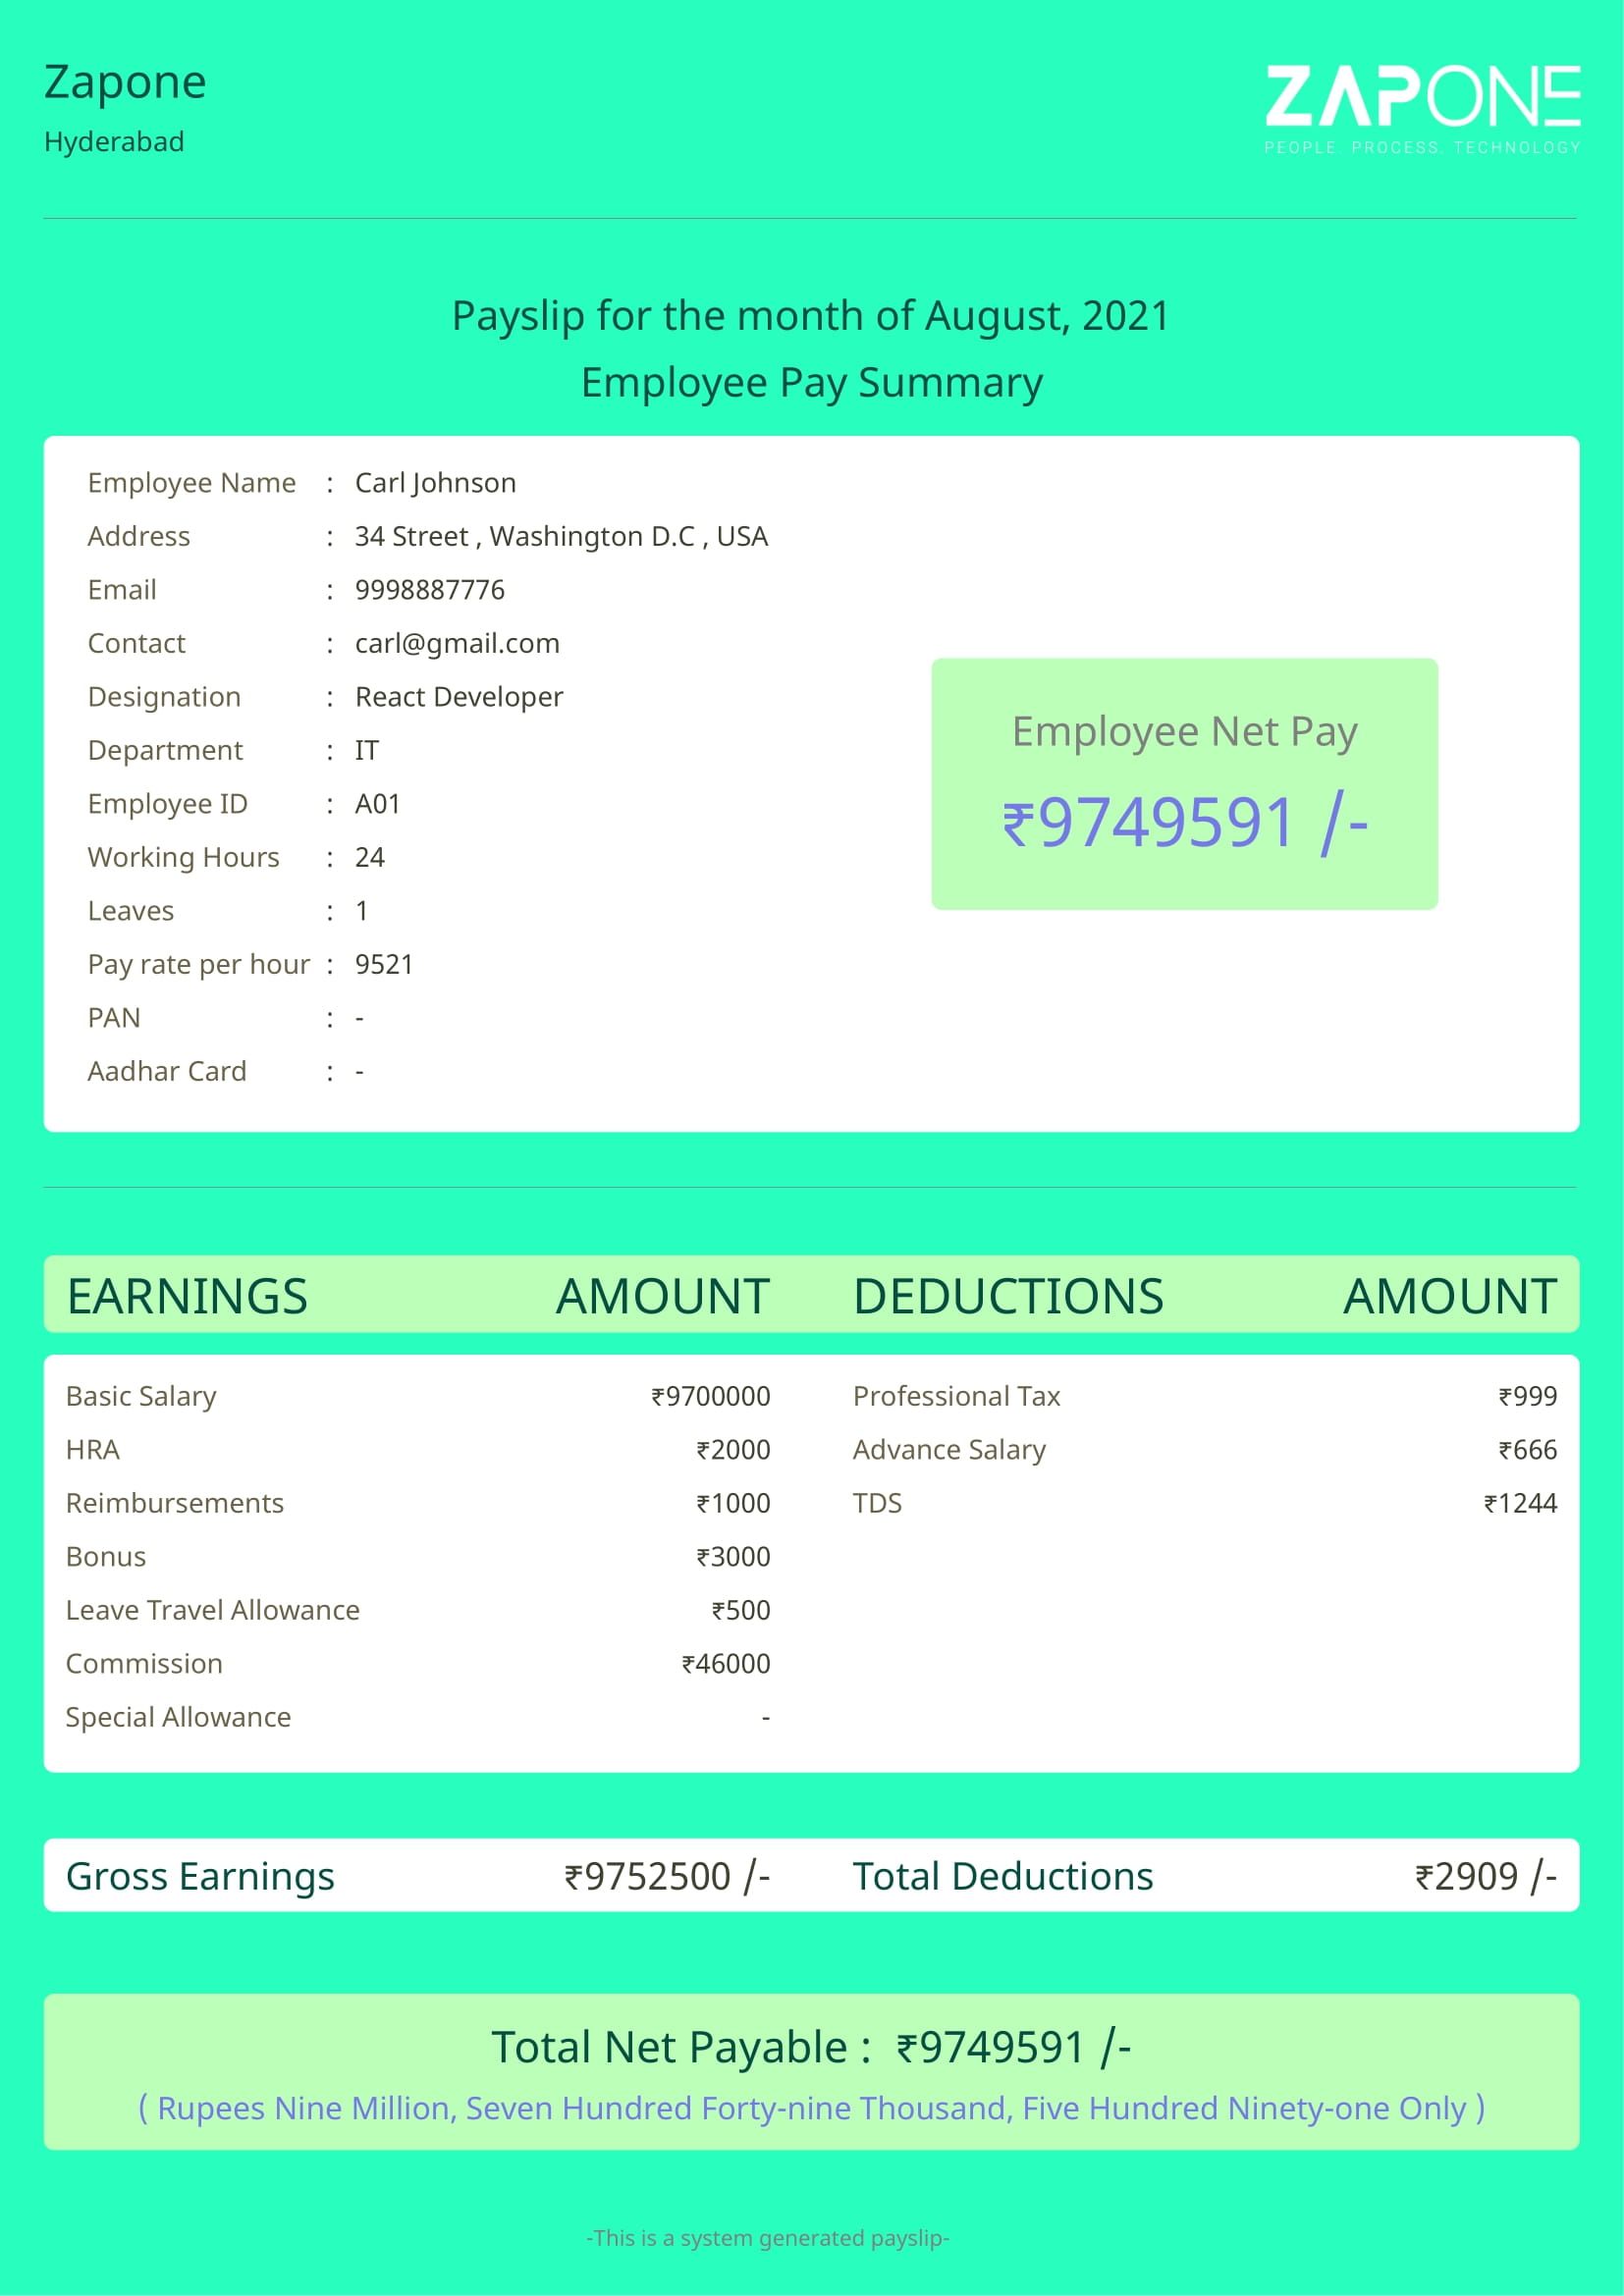 Zapone
Hyderabad
ZAPONE
PEOPLE. PROCESS. TECHNOLOGY
Payslip for the month of August, 2021
Employee Pay Summary
Employee Name : Carl Johnson
Address : 34 Street , Washington D.C , USA
Email : 9998887776
Contact : carl@gmail.com
Designation : React Developer
Department : IT
Employee ID : A01
Working Hours : 24
Leaves : 1
Pay rate per hour : 9521
PAN : -
Aadhar Card : -
Employee Net Pay
₹9749591 /-
EARNINGS AMOUNT DEDUCTIONS AMOUNT
Basic Salary ₹9700000 Professional Tax ₹999
HRA ₹2000 Advance Salary ₹666
Reimbursements ₹1000 TDS ₹1244
Bonus ₹3000
Leave Travel Allowance ₹500
Commission ₹46000
Special Allowance -
Gross Earnings ₹9752500 /- Total Deductions ₹2909 /-
Total Net Payable : ₹9749591 /-
( Rupees Nine Million, Seven Hundred Forty-nine Thousand, Five Hundred Ninety-one Only )
-This is a system generated payslip-